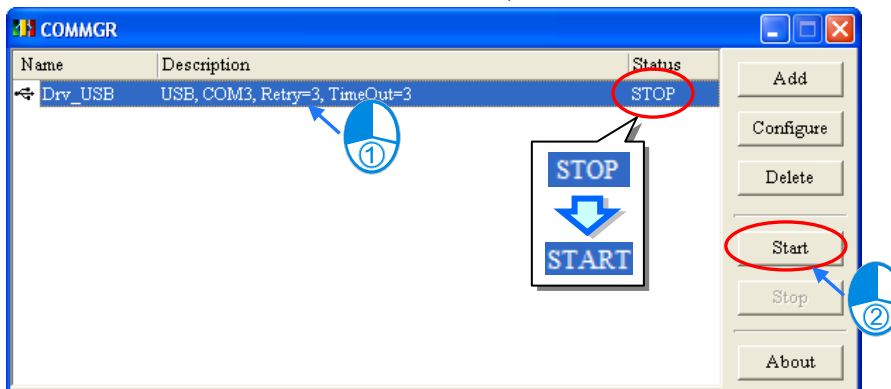 COMMGR
Name Description Status
Drv_USB USB, COM3, Retry=3, TimeOut=3 STOP
①
STOP
START
Add
Configure
Delete
Start
Stop
②
About